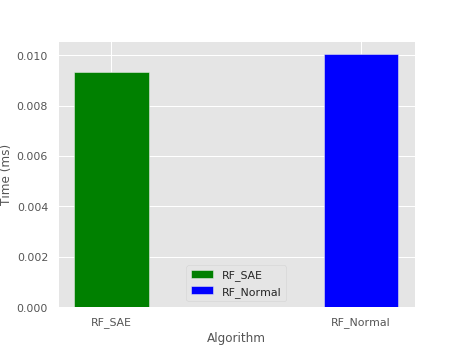 0.010
0.008
0.006
0.004
0.002
0.000
Time (ms)
RF_SAE
RF_Normal
RF_SAE
RF_Normal
Algorithm